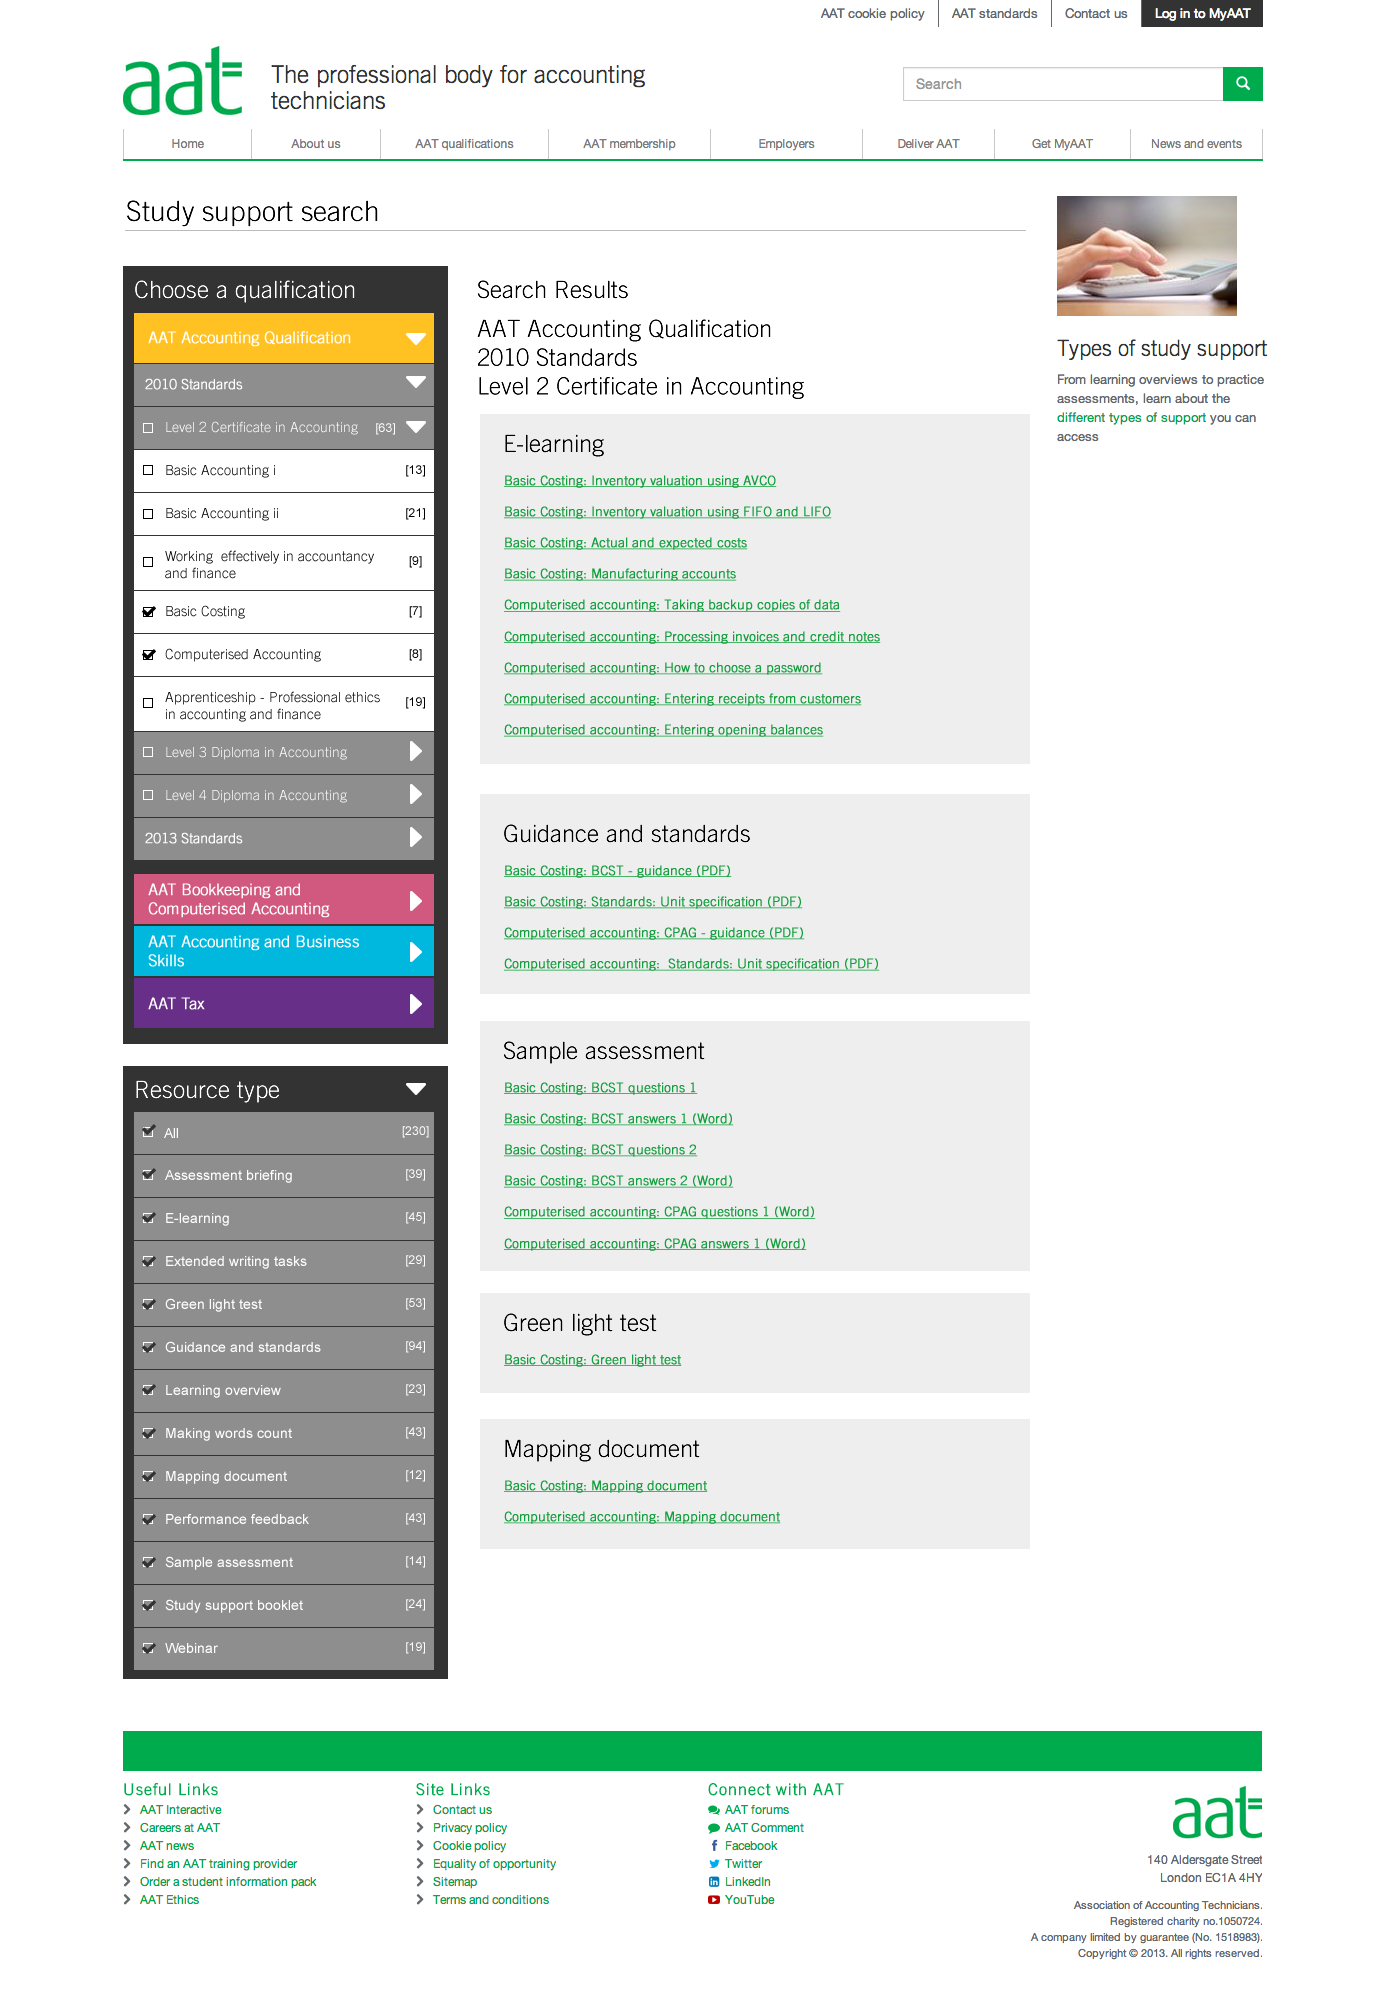 AAT cookie policy
AAT standards
Contact us
Log in to MyAAT
aat
The professional body for accounting
technicians
Search
Home
About us
AAT qualifications
AAT membership
Employers
Deliver AAT
Get MyAAT
News and events
Study support search
Choose a qualification
AAT Accounting Qualification
2010 Standards
Level 2 Certificate in Accounting [63]
Basic Accounting i [13]
Basic Accounting ii [21]
Working  effectively in accountancy
and finance [9]
Basic Costing [7]
Computerised Accounting [8]
Apprenticeship - Professional ethics
in accounting and finance [19]
Level 3 Diploma in Accounting
Level 4 Diploma in Accounting
2013 Standards
AAT Bookkeeping and
Computerised Accounting
AAT Accounting and Business
Skills
AAT Tax
Resource type
All [230]
Assessment briefing [39]
E-learning [45]
Extended writing tasks [29]
Green light test [53]
Guidance and standards [94]
Learning overview [23]
Making words count [43]
Mapping document [12]
Performance feedback [43]
Sample assessment [14]
Study support booklet [24]
Webinar [19]
Search Results
AAT Accounting Qualification
2010 Standards
Level 2 Certificate in Accounting
E-learning
Basic Costing: Inventory valuation using AVCO
Basic Costing: Inventory valuation using FIFO and LIFO
Basic Costing: Actual and expected costs
Basic Costing: Manufacturing accounts
Computerised accounting: Taking backup copies of data
Computerised accounting: Processing invoices and credit notes
Computerised accounting: How to choose a password
Computerised accounting: Entering receipts from customers
Computerised accounting: Entering opening balances
Guidance and standards
Basic Costing: BCST - guidance (PDF)
Basic Costing: Standards: Unit specification (PDF)
Computerised accounting: CPAG - guidance (PDF)
Computerised accounting:  Standards: Unit specification (PDF)
Sample assessment
Basic Costing: BCST questions 1
Basic Costing: BCST answers 1 (Word)
Basic Costing: BCST questions 2
Basic Costing: BCST answers 2 (Word)
Computerised accounting: CPAG questions 1 (Word)
Computerised accounting: CPAG answers 1 (Word)
Green light test
Basic Costing: Green light test
Mapping document
Basic Costing: Mapping document
Computerised accounting: Mapping document
Types of study support
From learning overviews to practice
assessments, learn about the
different types of support you can
access
Useful Links
AAT Interactive
Careers at AAT
AAT news
Find an AAT training provider
Order a student information pack
AAT Ethics
Site Links
Contact us
Privacy policy
Cookie policy
Equality of opportunity
Sitemap
Terms and conditions
Connect with AAT
AAT forums
AAT Comment
Facebook
Twitter
LinkedIn
YouTube
aat
140 Aldersgate Street
London EC1A 4HY
Association of Accounting Technicians.
Registered charity no.1050724.
A company limited by guarantee (No. 1518983).
Copyright © 2013. All rights reserved.